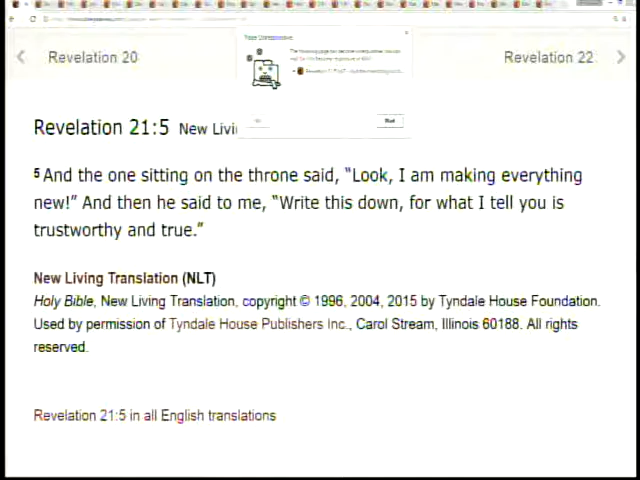 Revelation 20
Revelation 22
Revelation 21:5 New Livi
5 And the one sitting on the throne said, “Look, I am making everything
new!” And then he said to me, “Write this down, for what I tell you is
trustworthy and true.”
New Living Translation (NLT)
Holy Bible, New Living Translation, copyright © 1996, 2004, 2015 by Tyndale House Foundation.
Used by permission of Tyndale House Publishers Inc., Carol Stream, Illinois 60188. All rights
reserved.
Revelation 21:5 in all English translations